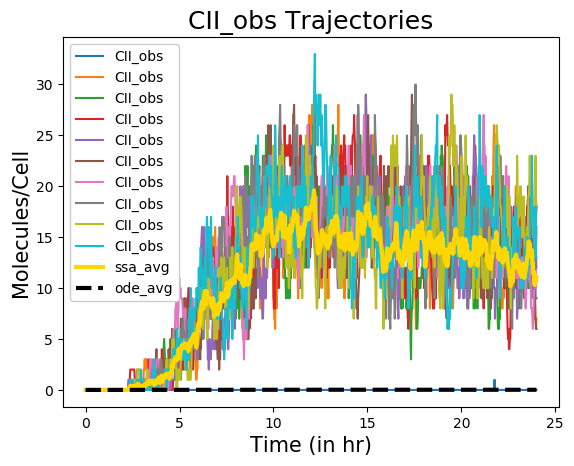 CII_obs Trajectories
CII_obs
CII_obs
CII_obs
CII_obs
CII_obs
CII_obs
CII_obs
CII_obs
CII_obs
CII_obs
ssa_avg
ode_avg
Molecules/Cell
30
25
20
15
10
5
0
0 5 10 15 20 25
Time (in hr)